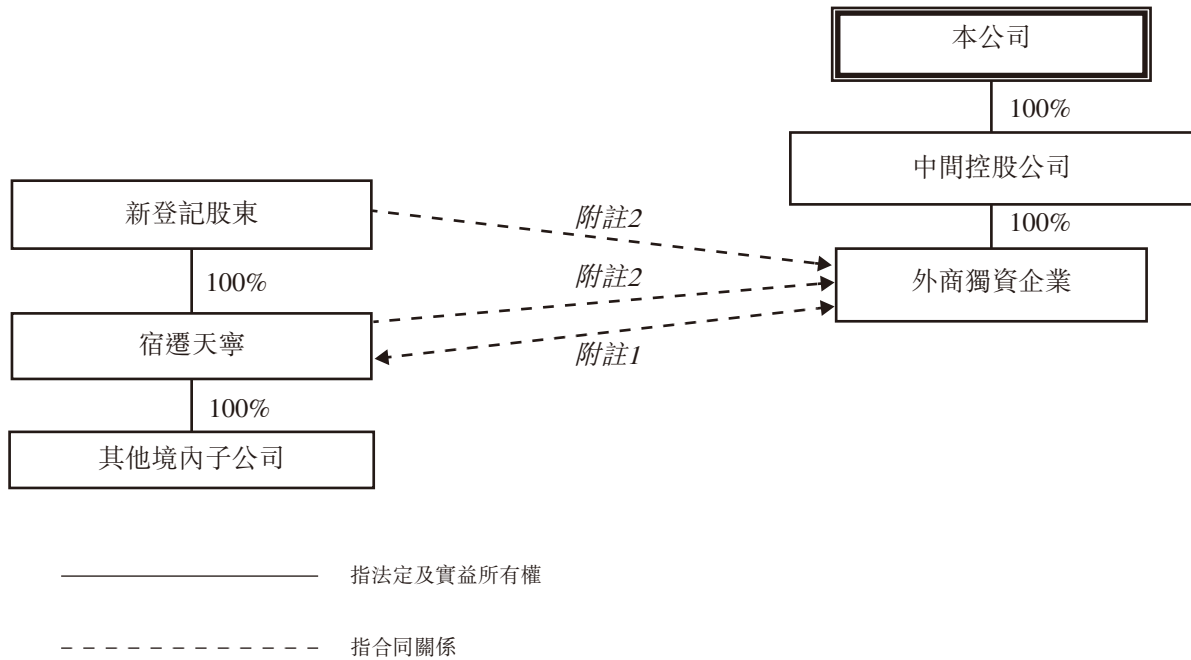 本公司
100%
中間控股公司
新登記股東
附註2
100%
100%
附註2
外商獨資企業
宿遷天寧
附註1
100%
其他境內子公司
指法定及實益所有權
指合同關係